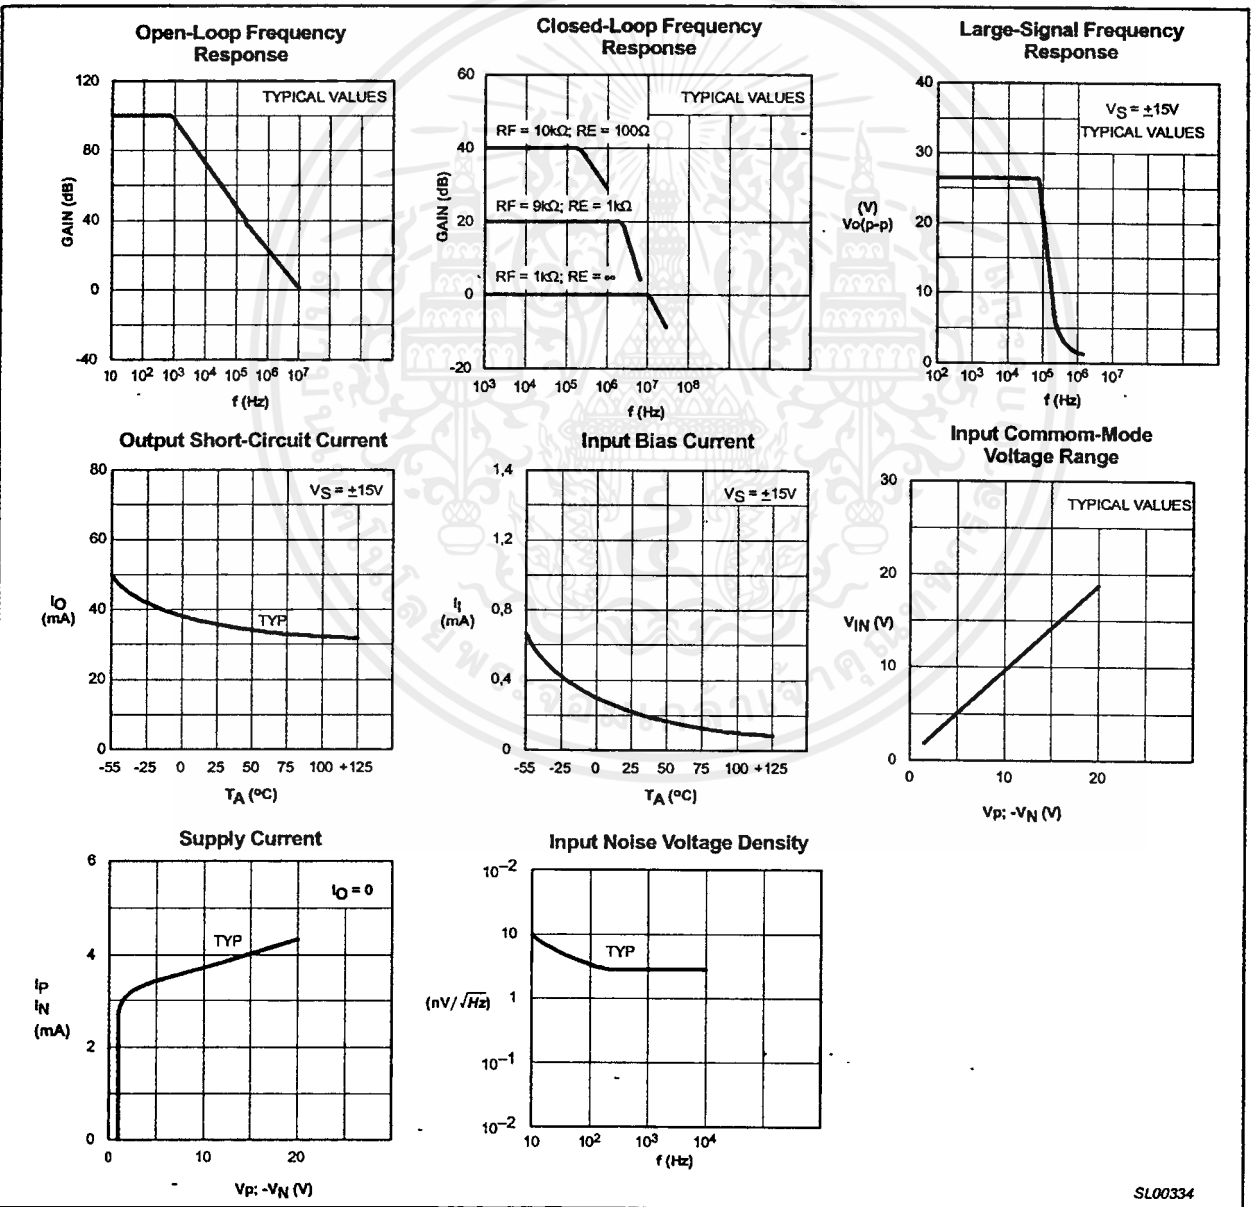 Open-Loop Frequency
Response
TYPICAL VALUES
120
80
40
0
-40
GAIN (dB)
10 10² 10³ 10⁴ 10⁵ 10⁶ 10⁷
f (Hz)
Closed-Loop Frequency
Response
TYPICAL VALUES
60
40
20
0
-20
GAIN (dB)
RF = 10kΩ; RE = 100Ω
RF = 9kΩ; RE = 1kΩ
RF = 1kΩ; RE = ∞
10³ 10⁴ 10⁵ 10⁶ 10⁷ 10⁸
f (Hz)
Large-Signal Frequency
Response
VS = ±15V
TYPICAL VALUES
40
30
20
10
0
(V)
Vo(p-p)
10² 10³ 10⁴ 10⁵ 10⁶ 10⁷
f (Hz)
Output Short-Circuit Current
VS = ±15V
80
60
40
20
0
IO
(mA)
TYP
-55 -25 0 25 50 75 100 +125
TA (°C)
Input Bias Current
VS = ±15V
1,4
1,2
0,8
0,4
0
II
(mA)
-55 -25 0 25 50 75 100 +125
TA (°C)
Input Commom-Mode
Voltage Range
TYPICAL VALUES
30
20
10
0
VIN (V)
0 10 20
Vp; -VN (V)
Supply Current
IO = 0
6
4
2
0
TYP
IP
IN
(mA)
0 10 20
Vp; -VN (V)
Input Noise Voltage Density
10⁻²
10
1
10⁻¹
10⁻²
TYP
(nV/√Hz)
10 10² 10³ 10⁴
f (Hz)
SL00334